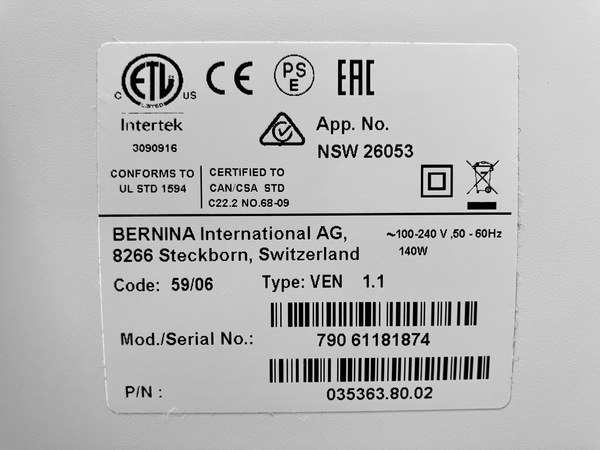 C ETL US
LISTED
CE
PS
E
EAC
Intertek
3090916
App. No.
NSW 26053
CONFORMS TO
UL STD 1594
CERTIFIED TO
CAN/CSA STD
C22.2 NO.68-09
BERNINA International AG,
8266 Steckborn, Switzerland
~100-240 V ,50 - 60Hz
140W
Code: 59/06 Type: VEN 1.1
Mod./Serial No.: 790 61181874
P/N : 035363.80.02